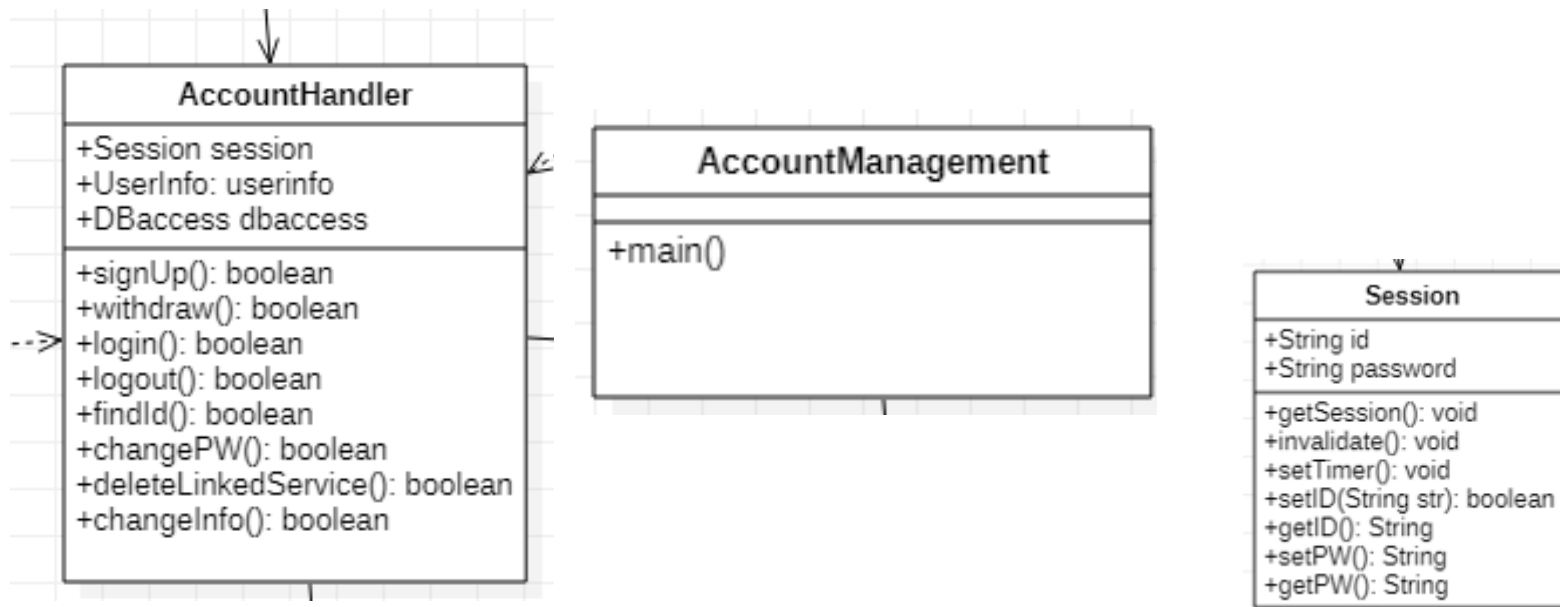 AccountHandler
+Session session
+UserInfo: userinfo
+DBaccess dbaccess
+signUp(): boolean
+withdraw(): boolean
+login(): boolean
+logout(): boolean
+findId(): boolean
+changePW(): boolean
+deleteLinkedService(): boolean
+changeInfo(): boolean
AccountManagement
+main()
Session
+String id
+String password
+getSession(): void
+invalidate(): void
+setTimer(): void
+setID(String str): boolean
+getID(): String
+setPW(): String
+getPW(): String